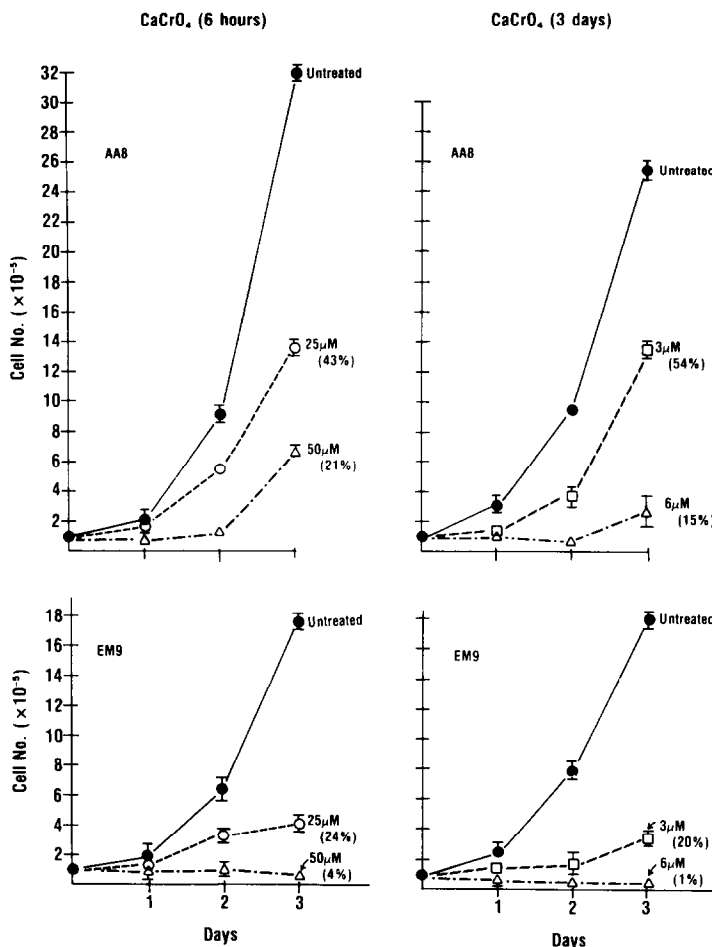 CaCrO₄ (6 hours)
CaCrO₄ (3 days)
Cell No. (×10⁻⁵)
32
30
28
26
24
22
20
18
16
14
12
10
8
6
4
2
AA8
Untreated
25μM
(43%)
50μM
(21%)
AA8
Untreated
3μM
(54%)
6μM
(15%)
Cell No. (×10⁻⁵)
18
16
14
12
10
8
6
4
2
EM9
Untreated
25μM
(24%)
50μM
(4%)
1
2
3
Days
EM9
Untreated
3μM
(20%)
6μM
(1%)
1
2
3
Days